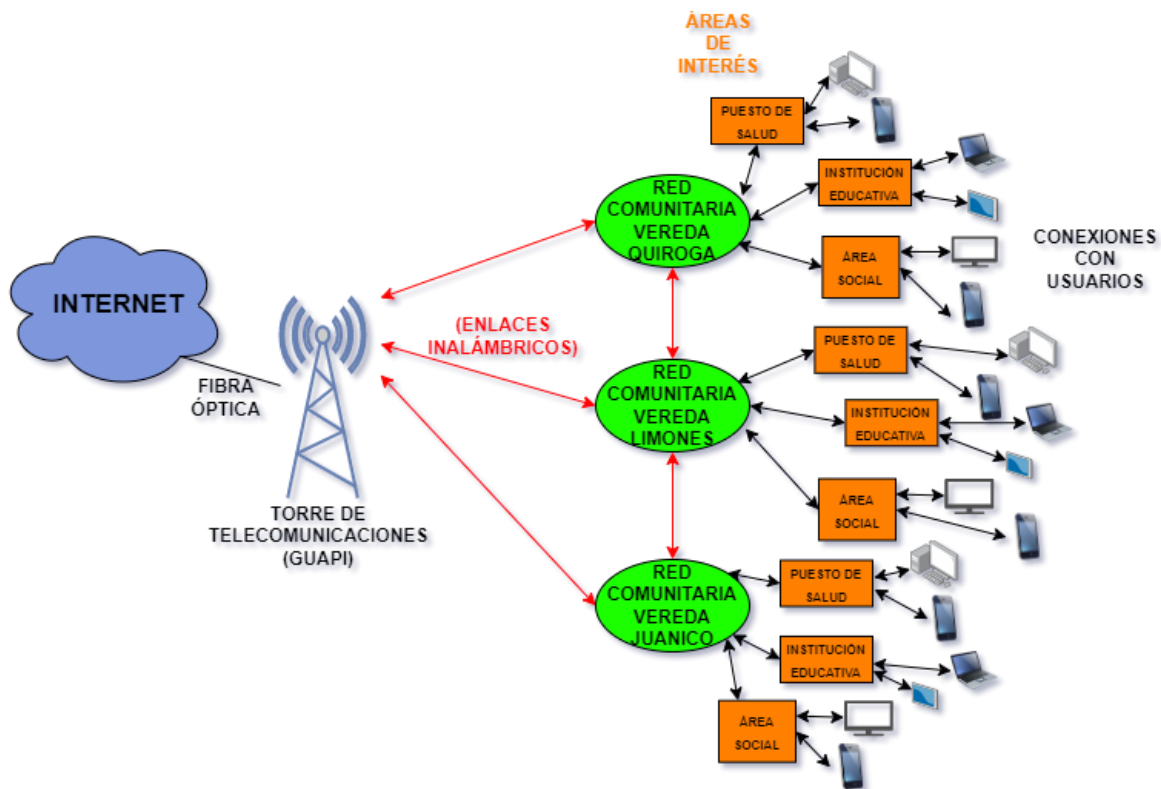 ÁREAS
DE
INTERÉS
PUESTO DE
SALUD
RED
COMUNITARIA
VEREDA
QUIROGA
INSTITUCIÓN
EDUCATIVA
ÁREA
SOCIAL
CONEXIONES
CON
USUARIOS
INTERNET
FIBRA
ÓPTICA
(ENLACES
INALÁMBRICOS)
TORRE DE
TELECOMUNICACIONES
(GUAPI)
RED
COMUNITARIA
VEREDA
LIMONES
PUESTO DE
SALUD
INSTITUCIÓN
EDUCATIVA
ÁREA
SOCIAL
RED
COMUNITARIA
VEREDA
JUANICO
PUESTO DE
SALUD
INSTITUCIÓN
EDUCATIVA
ÁREA
SOCIAL